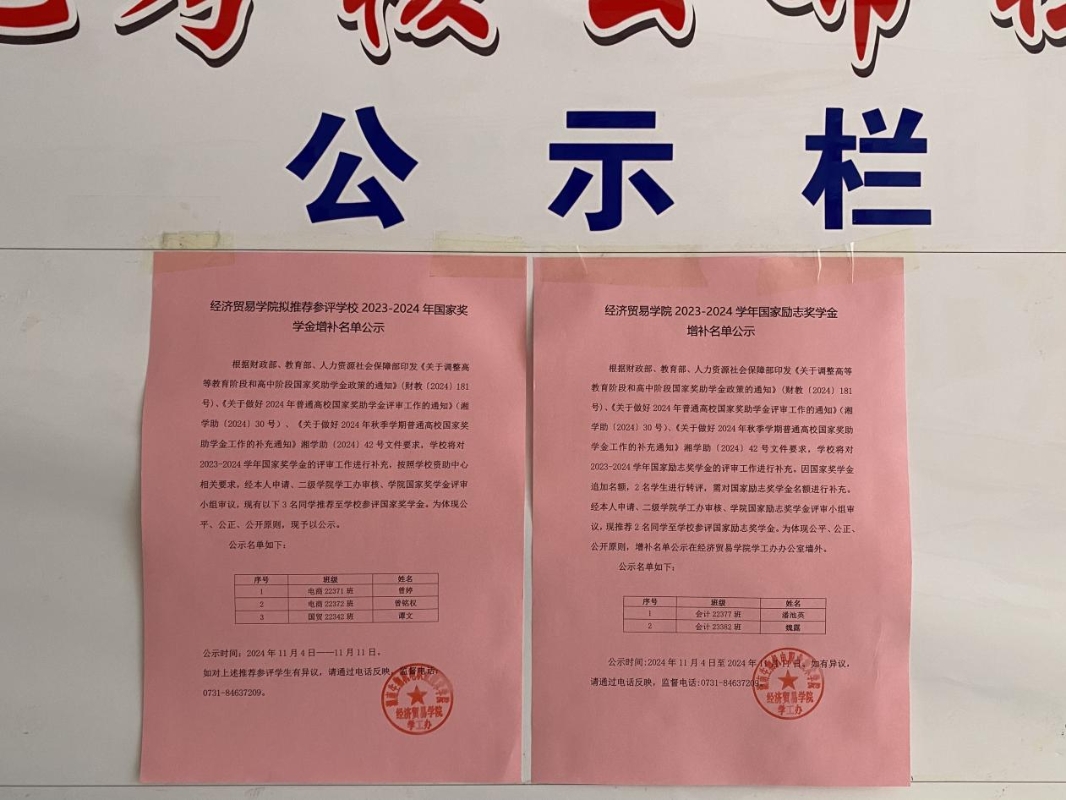 公示栏
经济贸易学院拟推荐参评学校 2023-2024 年国家奖
学金增补名单公示
根据财政部、教育部、人力资源社会保障部印发《关于调整高
等教育阶段和高中阶段国家奖助学金政策的通知》(财教〔2024〕181
号)、《关于做好 2024 年普通高校国家奖助学金评审工作的通知》（湘
学助〔2024〕30 号）、《关于做好 2024 年秋季学期普通高校国家奖
助学金工作的补充通知》湘学助〔2024〕42 号文件要求，学校将对
2023-2024 学年国家奖学金的评审工作进行补充，按照学校资助中心
相关要求，经本人申请、二级学院学工办审核、学院国家奖学金评审
小组审议，现有以下 3 名同学推荐至学校参评国家奖学金。为体现公
平、公正、公开原则，现予以公示。
公示名单如下：
序号 班级 姓名
1 电商 22371 班 曾婷
2 电商 22372 班 曾铭权
3 国贸 22342 班 谭文
公示时间：2024 年 11 月 4 日——11 月 11 日。
如对上述推荐参评学生有异议，请通过电话反映，监督电话：
0731-84637209。
经济贸易学院
学工办
经济贸易学院 2023-2024 学年国家励志奖学金
增补名单公示
根据财政部、教育部、人力资源社会保障部印发《关于调整高等
教育阶段和高中阶段国家奖助学金政策的通知》（财教〔2024〕181
号）、《关于做好 2024 年普通高校国家奖助学金评审工作的通知》（湘
学助〔2024〕30 号）、《关于做好 2024 年秋季学期普通高校国家奖助
学金工作的补充通知》湘学助〔2024〕42 号文件要求，学校将对
2023-2024 学年国家励志奖学金的评审工作进行补充，因国家奖学金
追加名额，2 名学生进行转评，需对国家励志奖学金名额进行补充。
经本人申请、二级学院学工办审核、学院国家励志奖学金评审小组审
议，现推荐 2 名同学至学校参评国家励志奖学金。为体现公平、公正、
公开原则，增补名单公示在经济贸易学院学工办办公室墙外。
公示名单如下：
序号 班级 姓名
1 会计 22377 班 潘池英
2 会计 23382 班 魏露
公示时间:2024 年 11 月 4 日至 2024 年 11 月 11 日。如有异议，
请通过电话反映，监督电话:0731-84637209
经济贸易学院
学工办